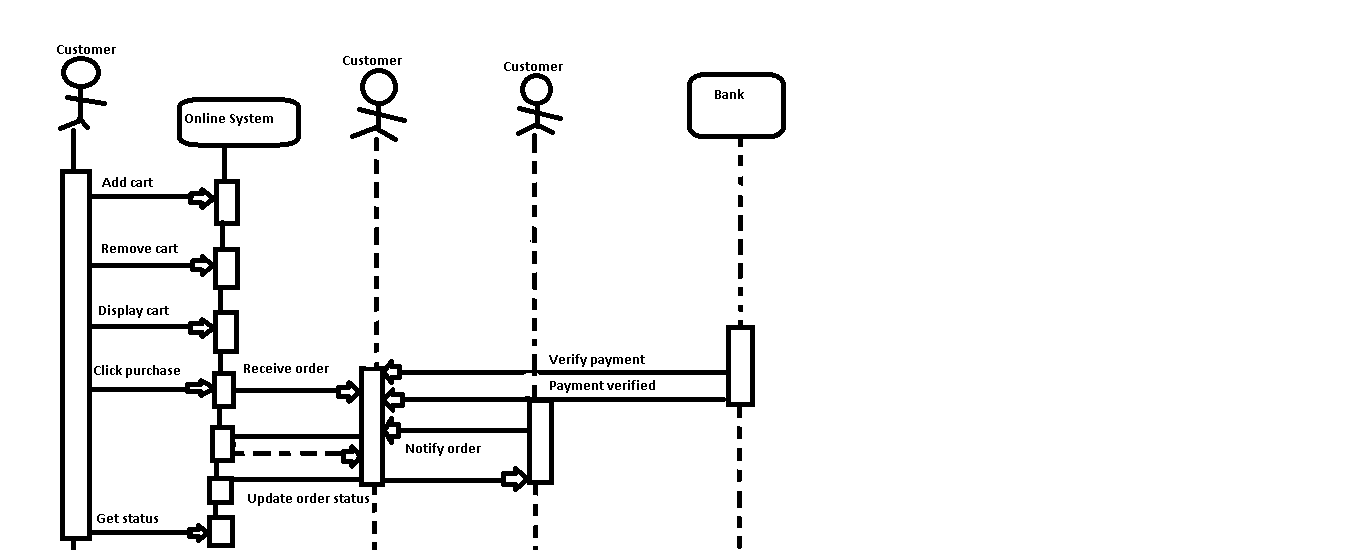 Customer
Customer
Customer
Bank
Online System
Add cart
Remove cart
Display cart
Verify payment
Click purchase
Receive order
Payment verified
Notify order
Update order status
Get status